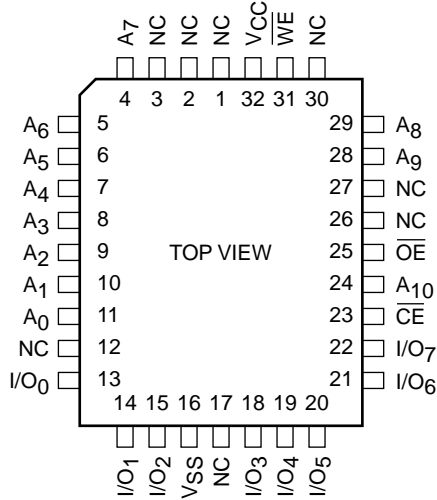 A7 NC NC NC VCC W̅E̅ NC
4 3 2 1 32 31 30
A6 5 29 A8
A5 6 28 A9
A4 7 27 NC
A3 8 26 NC
A2 9 TOP VIEW 25 O̅E̅
A1 10 24 A10
A0 11 23 C̅E̅
NC 12 22 I/O7
I/O0 13 21 I/O6
14 15 16 17 18 19 20
I/O1 I/O2 VSS NC I/O3 I/O4 I/O5